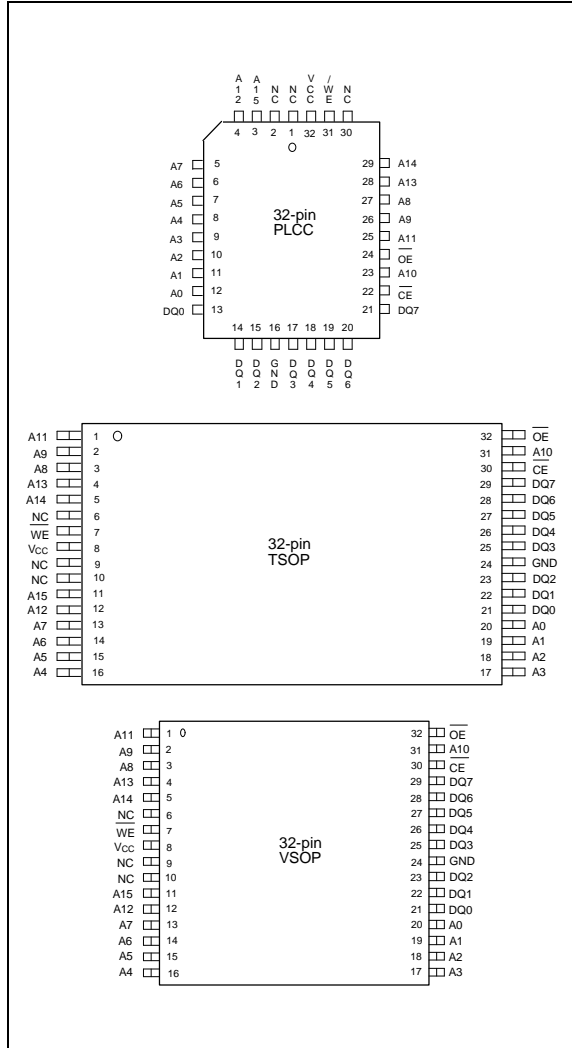 A12 A15 NC NC VCC /WE NC
4 3 2 1 32 31 30
A7 5 29 A14
A6 6 28 A13
A5 7 27 A8
A4 8 26 A9
A3 9 25 A11
A2 10 24 OE
A1 11 23 A10
A0 12 22 CE
DQ0 13 21 DQ7
32-pin
PLCC
14 15 16 17 18 19 20
DQ1 DQ2 GND DQ3 DQ4 DQ5 DQ6
A11 1 32 OE
A9 2 31 A10
A8 3 30 CE
A13 4 29 DQ7
A14 5 28 DQ6
NC 6 27 DQ5
WE 7 26 DQ4
VCC 8 25 DQ3
NC 9 24 GND
NC 10 23 DQ2
A15 11 22 DQ1
A12 12 21 DQ0
A7 13 20 A0
A6 14 19 A1
A5 15 18 A2
A4 16 17 A3
32-pin
TSOP
A11 1 32 OE
A9 2 31 A10
A8 3 30 CE
A13 4 29 DQ7
A14 5 28 DQ6
NC 6 27 DQ5
WE 7 26 DQ4
VCC 8 25 DQ3
NC 9 24 GND
NC 10 23 DQ2
A15 11 22 DQ1
A12 12 21 DQ0
A7 13 20 A0
A6 14 19 A1
A5 15 18 A2
A4 16 17 A3
32-pin
VSOP